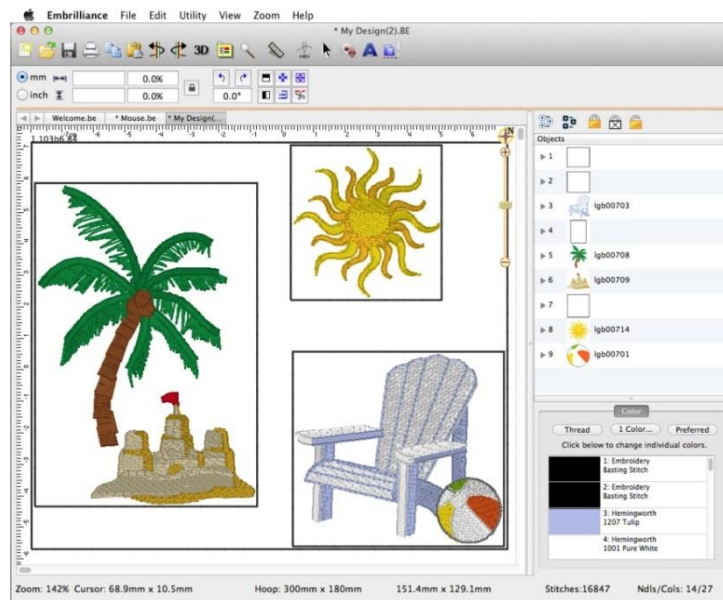 Embrilliance File Edit Utility View Zoom Help
* My Design(2).BE
3D
mm 0.0%
inch 0.0% 0.0°
Welcome.be * Mouse.be * My Design(...
N
Objects
1
2
3 lgb00703
4
5 lgb00708
6 lgb00709
7
8 lgb00714
9 lgb00701
Color
Thread 1 Color... Preferred
Click below to change individual colors.
1: Embroidery
Basting Stitch
2: Embroidery
Basting Stitch
3: Hemingworth
1207 Tulip
4: Hemingworth
1001 Pure White
Zoom: 142% Cursor: 68.9mm x 10.5mm Hoop: 300mm x 180mm 151.4mm x 129.1mm Stitches:16847 Ndls/Cols: 14/27